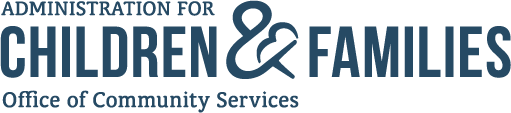 ADMINISTRATION FOR
CHILDREN & FAMILIES
Office of Community Services